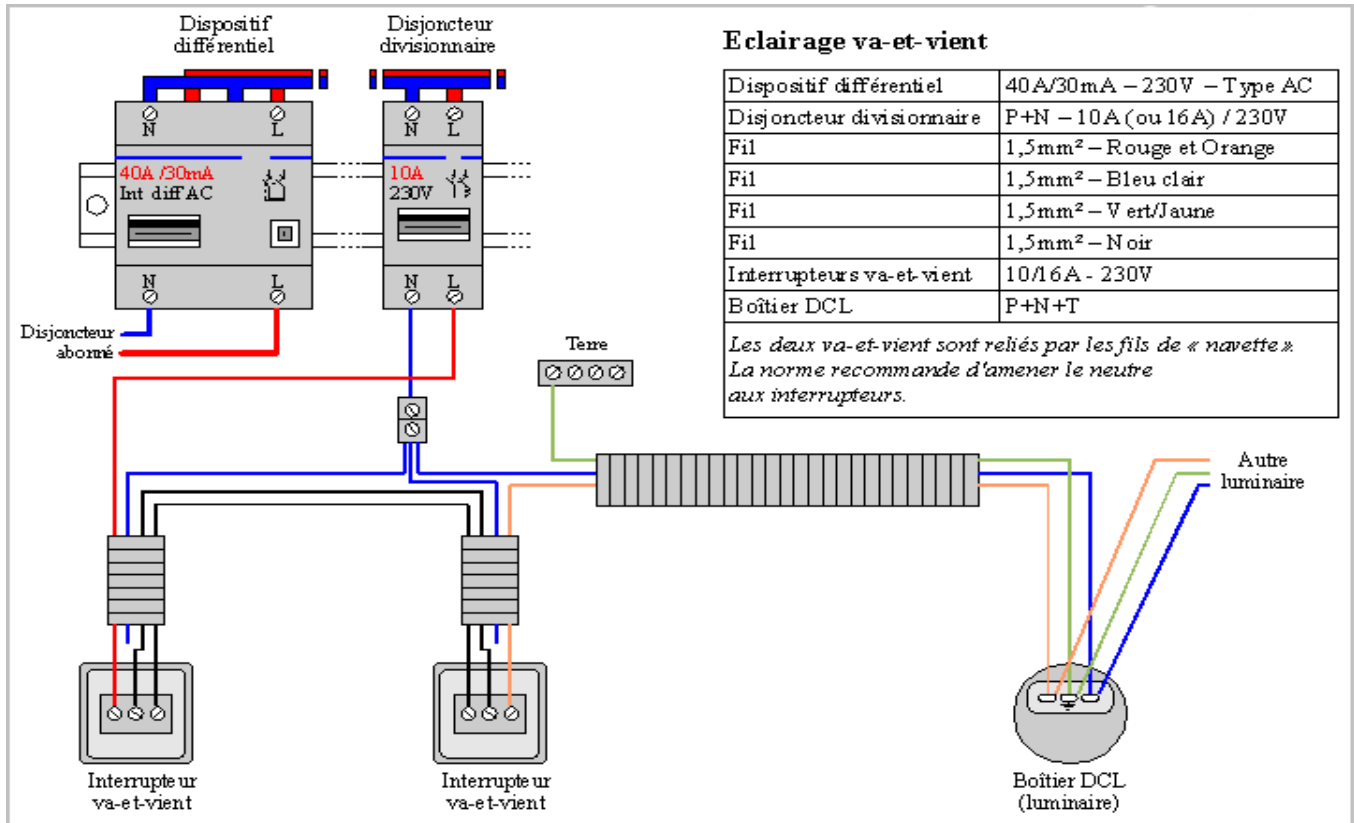 Dispositif
différentiel
Disjoncteur
divisionnaire
N L
N L
40A /30mA
Int diff AC
10A
230V
N L
N L
Disjoncteur
abonné
Terre
Eclairage va-et-vient
Dispositif différentiel 40A/30mA – 230V – Type AC
Disjoncteur divisionnaire P+N – 10A (ou 16A) / 230V
Fil 1,5mm² – Rouge et Orange
Fil 1,5mm² – Bleu clair
Fil 1,5mm² – Vert/Jaune
Fil 1,5mm² – Noir
Interrupteurs va-et-vient 10/16A - 230V
Boîtier DCL P+N+T
Les deux va-et-vient sont reliés par les fils de « navette».
La norme recommande d'amener le neutre
aux interrupteurs.
Autre
luminaire
Interrupteur
va-et-vient
Interrupteur
va-et-vient
Boîtier DCL
(luminaire)